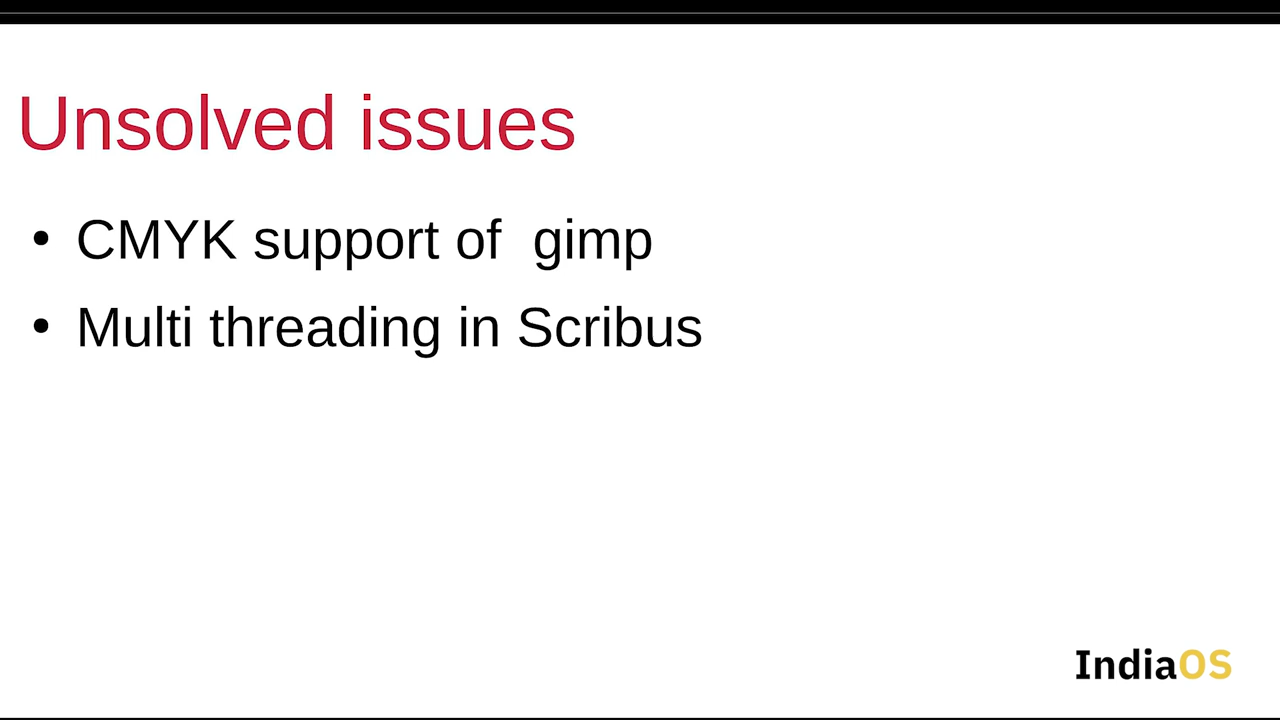 Unsolved issues
• CMYK support of  gimp
• Multi threading in Scribus
IndiaOS